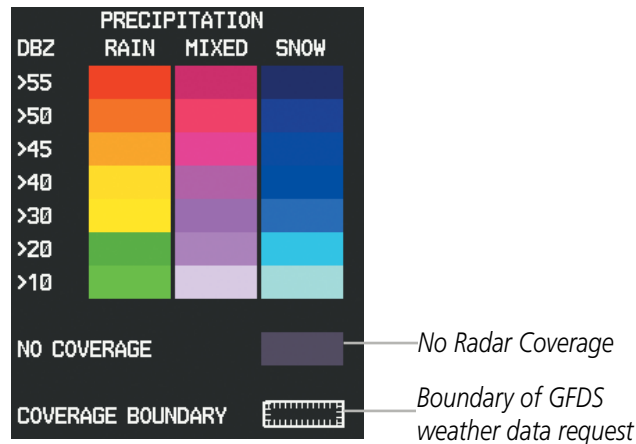 PRECIPITATION
DBZ RAIN MIXED SNOW
>55
>50
>45
>40
>30
>20
>10
NO COVERAGE
No Radar Coverage
COVERAGE BOUNDARY
Boundary of GFDS
weather data request